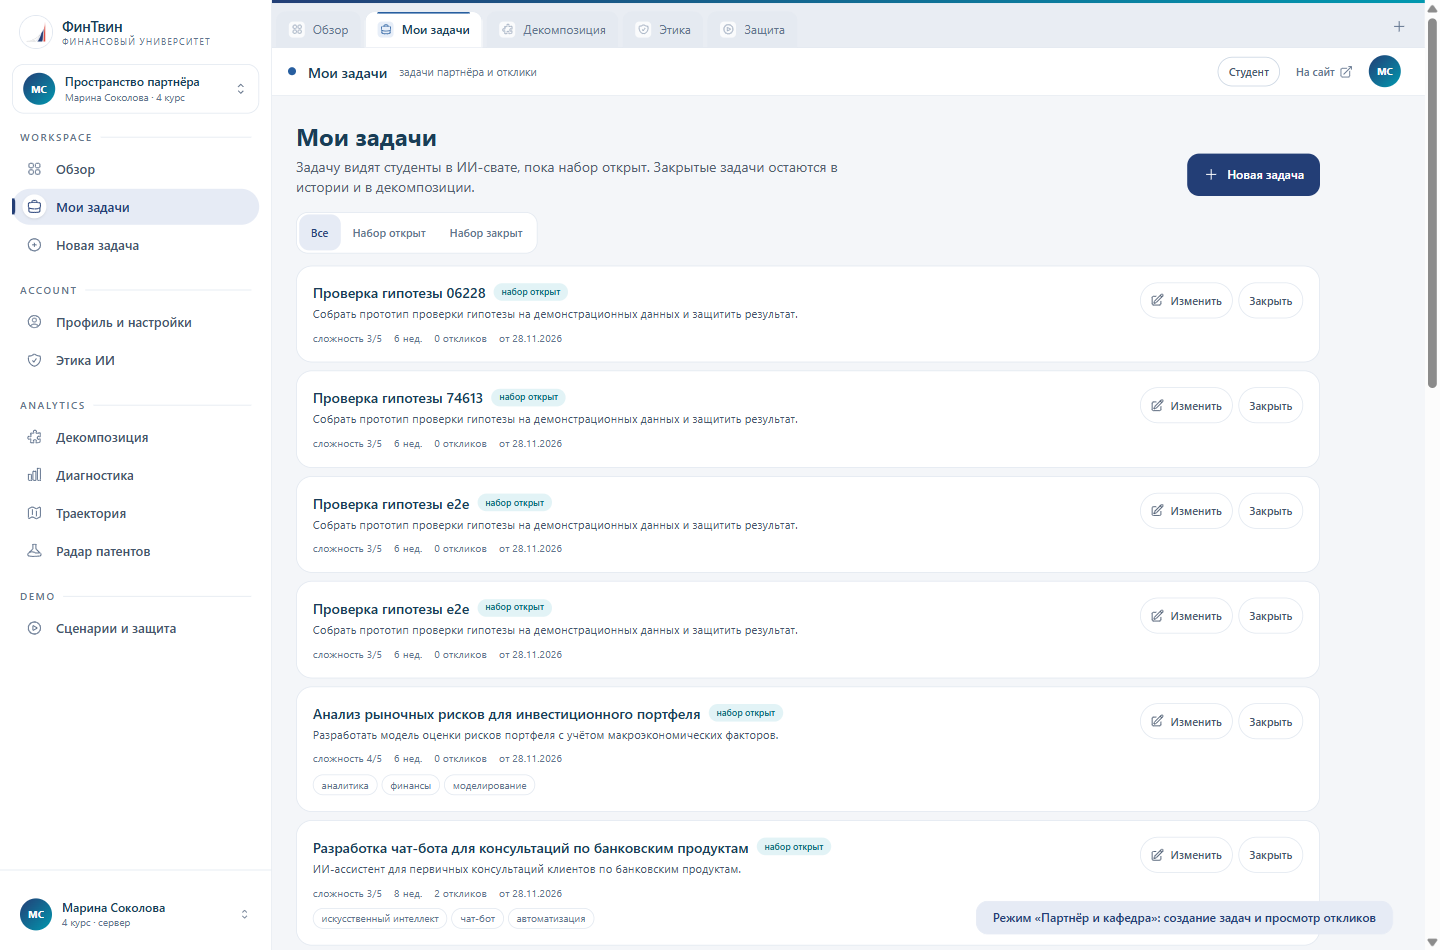 ФинТвин
ФИНАНСОВЫЙ УНИВЕРСИТЕТ
МС
Пространство партнёра
Марина Соколова · 4 курс
WORKSPACE
Обзор
Мои задачи
Новая задача
ACCOUNT
Профиль и настройки
Этика ИИ
ANALYTICS
Декомпозиция
Диагностика
Траектория
Радар патентов
DEMO
Сценарии и защита
МС
Марина Соколова
4 курс · сервер
Обзор
Мои задачи
Декомпозиция
Этика
Защита
Мои задачи
задачи партнёра и отклики
Студент
На сайт
МС
Мои задачи
Задачу видят студенты в ИИ-свате, пока набор открыт. Закрытые задачи остаются в
истории и в декомпозиции.
Новая задача
Все
Набор открыт
Набор закрыт
Проверка гипотезы 06228
набор открыт
Собрать прототип проверки гипотезы на демонстрационных данных и защитить результат.
сложность 3/5 6 нед. 0 откликов от 28.11.2026
Изменить
Закрыть
Проверка гипотезы 74613
набор открыт
Собрать прототип проверки гипотезы на демонстрационных данных и защитить результат.
сложность 3/5 6 нед. 0 откликов от 28.11.2026
Изменить
Закрыть
Проверка гипотезы e2e
набор открыт
Собрать прототип проверки гипотезы на демонстрационных данных и защитить результат.
сложность 3/5 6 нед. 0 откликов от 28.11.2026
Изменить
Закрыть
Проверка гипотезы e2e
набор открыт
Собрать прототип проверки гипотезы на демонстрационных данных и защитить результат.
сложность 3/5 6 нед. 0 откликов от 28.11.2026
Изменить
Закрыть
Анализ рыночных рисков для инвестиционного портфеля
набор открыт
Разработать модель оценки рисков портфеля с учётом макроэкономических факторов.
сложность 4/5 6 нед. 0 откликов от 28.11.2026
аналитика
финансы
моделирование
Изменить
Закрыть
Разработка чат-бота для консультаций по банковским продуктам
набор открыт
ИИ-ассистент для первичных консультаций клиентов по банковским продуктам.
сложность 3/5 8 нед. 2 откликов от 28.11.2026
искусственный интеллект
чат-бот
автоматизация
Изменить
Закрыть
Режим «Партнёр и кафедра»: создание задач и просмотр откликов